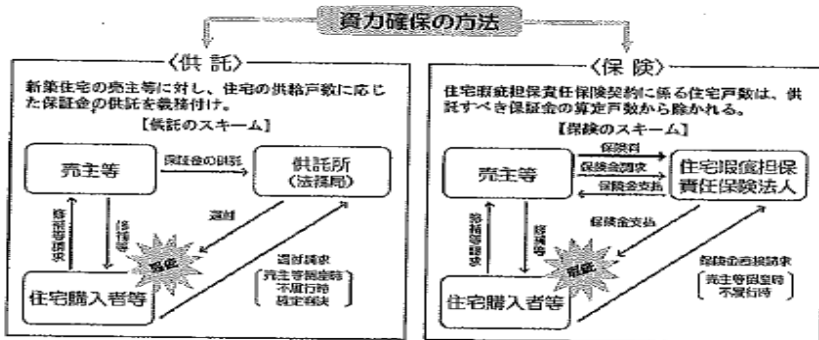 資力確保の方法
〈供 託〉
新築住宅の売主等に対し、住宅の供給戸数に応じ
た保証金の供託を義務付け。
【供託のスキーム】
売主等
保証金の供託
供託所
(法務局)
還付
修補等請求
修補等
瑕疵
還付請求
売主等倒産時
不履行時
確定判決
住宅購入者等
〈保 険〉
住宅瑕疵担保責任保険契約に係る住宅戸数は、供
託すべき保証金の算定戸数から除かれる。
【保険のスキーム】
売主等
保険料
保険金請求
保険金支払
住宅瑕疵担保
責任保険法人
保険金支払
修補等請求
修補等
瑕疵
保険金直接請求
売主等倒産時
不履行時
住宅購入者等